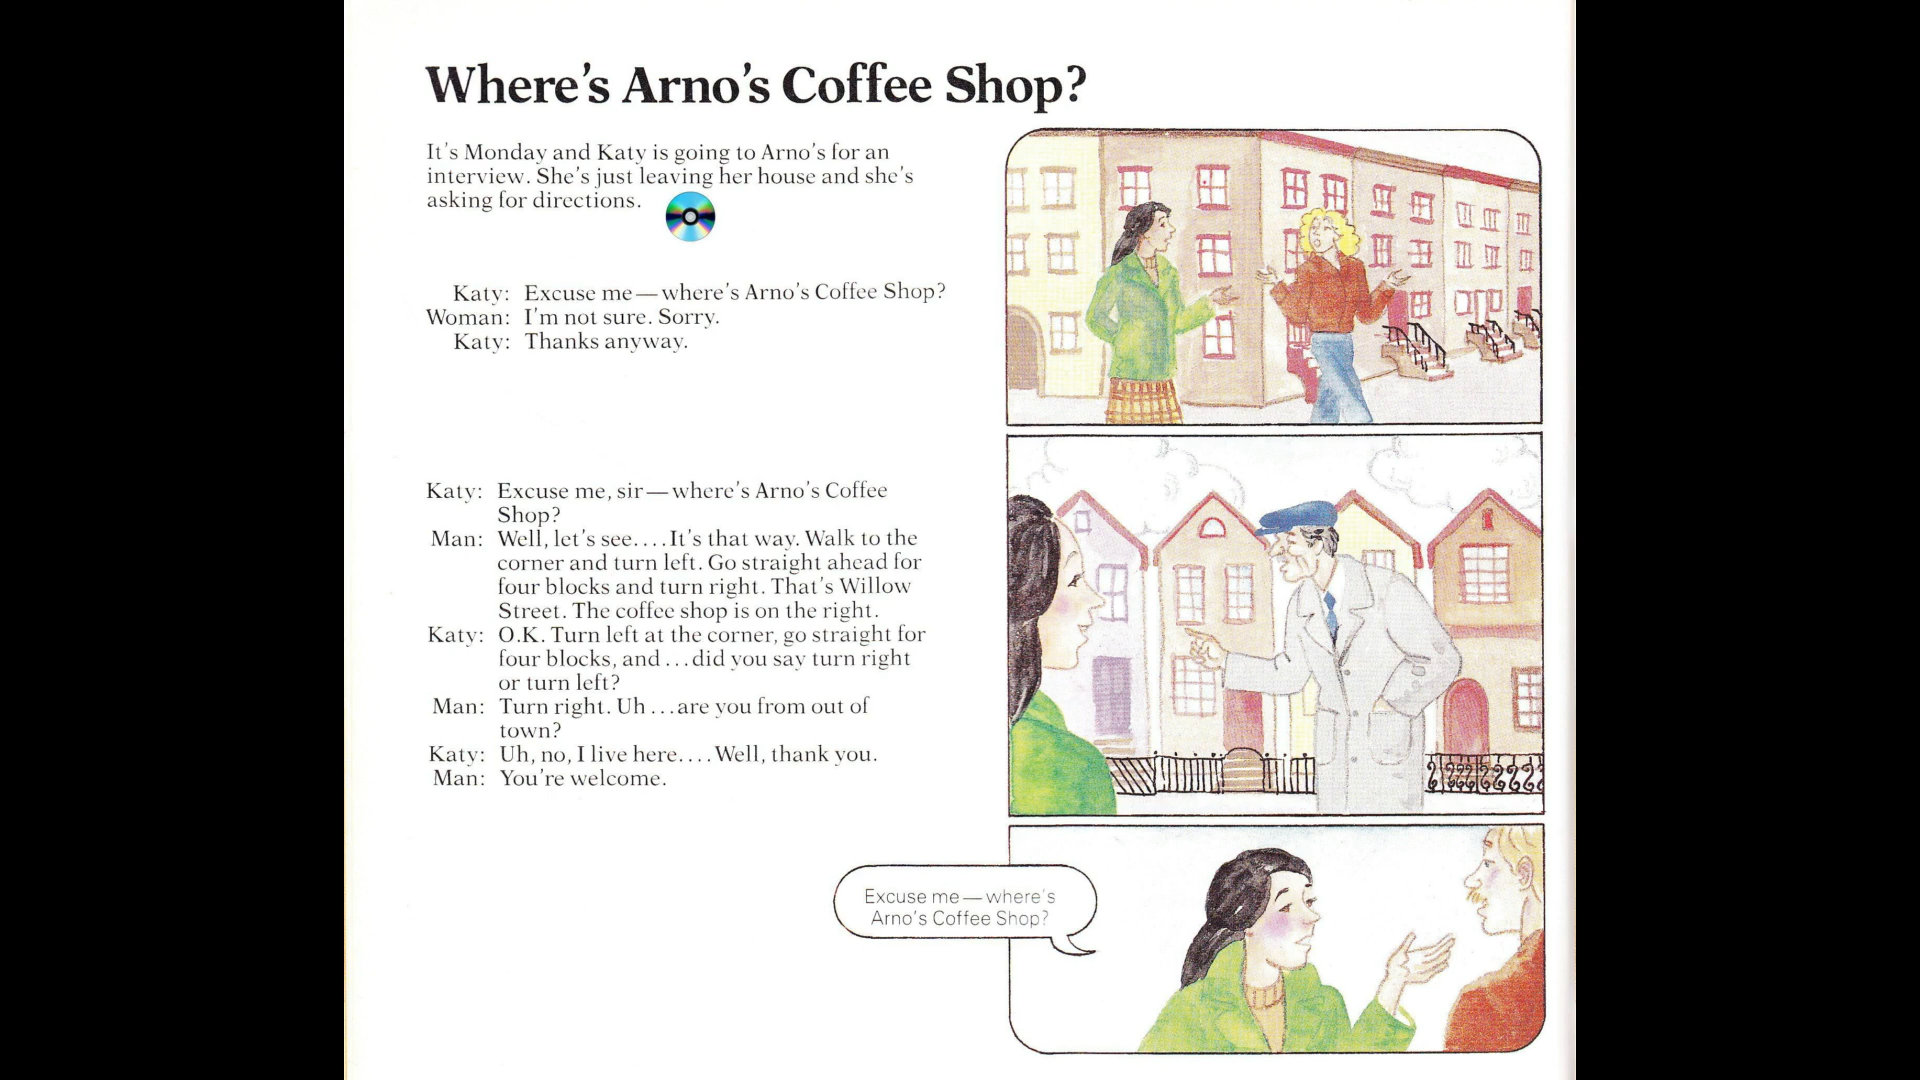 Where's Arno's Coffee Shop?
It's Monday and Katy is going to Arno's for an
interview. She's just leaving her house and she's
asking for directions.
Katy: Excuse me—where's Arno's Coffee Shop?
Woman: I'm not sure. Sorry.
Katy: Thanks anyway.
Katy: Excuse me, sir—where's Arno's Coffee
Shop?
Man: Well, let's see....It's that way. Walk to the
corner and turn left. Go straight ahead for
four blocks and turn right. That's Willow
Street. The coffee shop is on the right.
Katy: O.K. Turn left at the corner, go straight for
four blocks, and ...did you say turn right
or turn left?
Man: Turn right. Uh ...are you from out of
town?
Katy: Uh, no, I live here....Well, thank you.
Man: You're welcome.
Excuse me—where's
Arno's Coffee Shop?